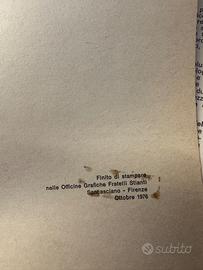 Finito di stampare
nelle Officine Grafiche Fratelli Stianti
Sancasciano - Firenze
Ottobre 1976
subito